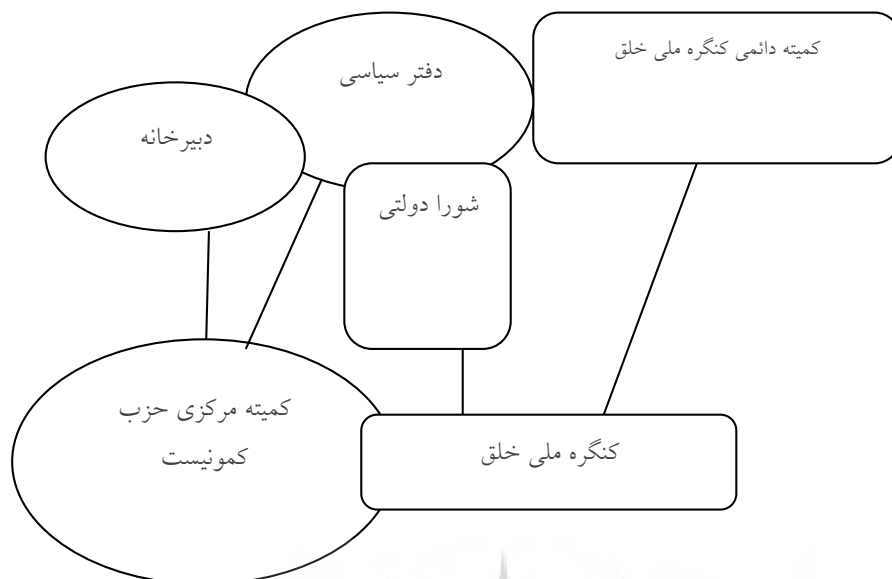 کمیته دائمی کنگره ملی خلق
دفتر سیاسی
دبیرخانه
شورا دولتی
کمیته مرکزی حزب
کمونیست
کنگره ملی خلق